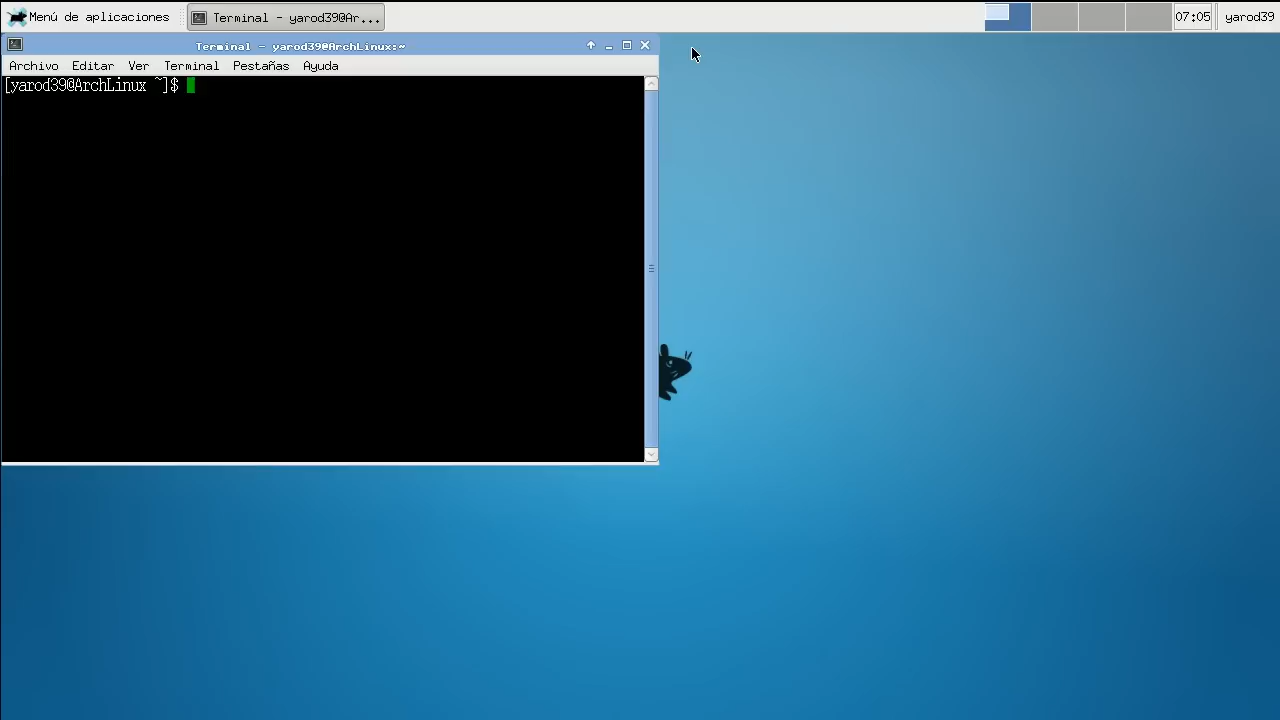 Menú de aplicaciones
Terminal - yarod39@Ar...
07:05
yarod39
Terminal - yarod39@ArchLinux:~
Archivo Editar Ver Terminal Pestañas Ayuda
[yarod39@ArchLinux ~]$